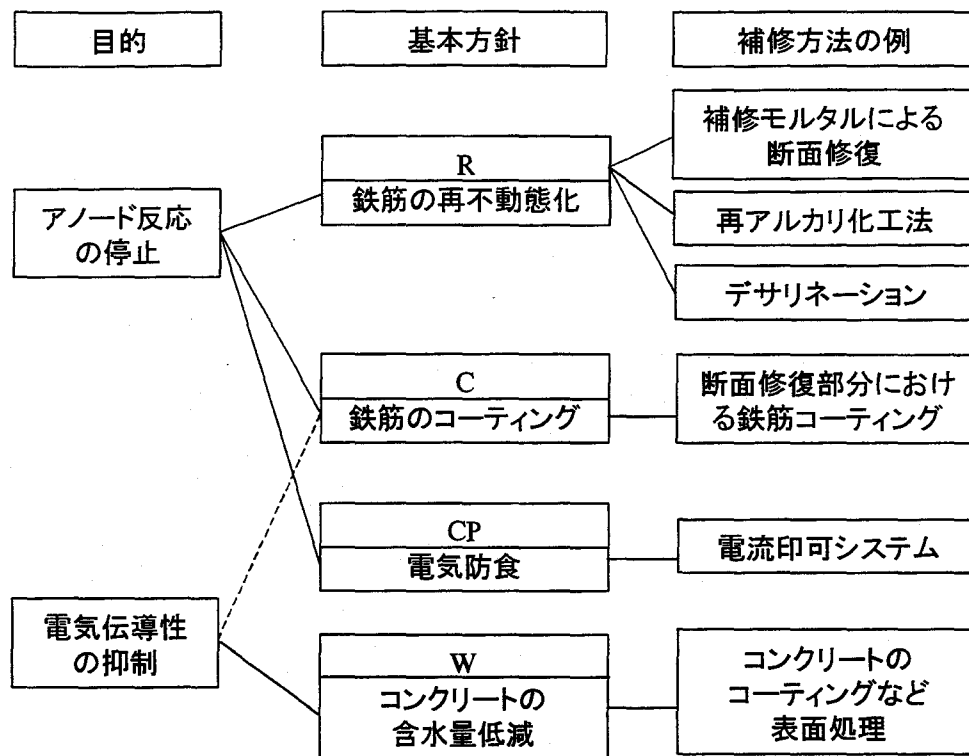 目的
基本方針
補修方法の例
アノード反応
の停止
R
鉄筋の再不動態化
補修モルタルによる
断面修復
再アルカリ化工法
デサリネーション
C
鉄筋のコーティング
断面修復部分におけ
る鉄筋コーティング
CP
電気防食
電流印可システム
電気伝導性
の抑制
W
コンクリートの
含水量低減
コンクリートの
コーティングなど
表面処理